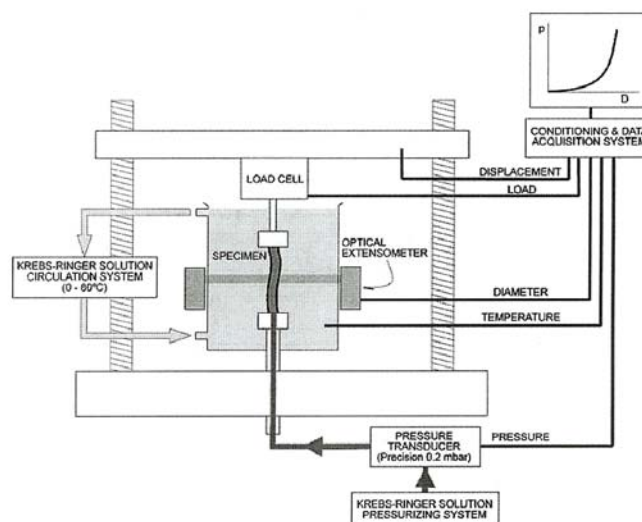 P
D
CONDITIONING & DATA
ACQUISITION SYSTEM
DISPLACEMENT
LOAD CELL
LOAD
SPECIMEN
OPTICAL
EXTENSOMETER
KREBS-RINGER SOLUTION
CIRCULATION SYSTEM
(0 - 60ºC)
DIAMETER
TEMPERATURE
PRESSURE
TRANSDUCER
(Precision 0.2 mbar)
PRESSURE
KREBS-RINGER SOLUTION
PRESSURIZING SYSTEM